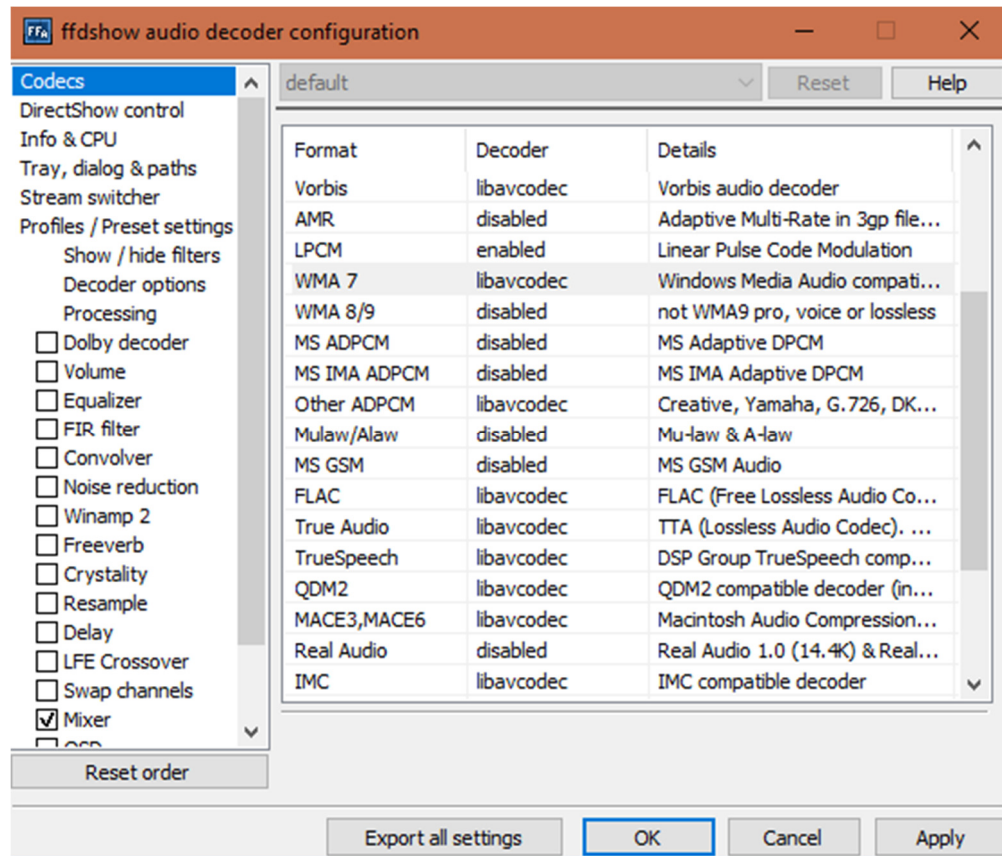 FFa ffdshow audio decoder configuration
Codecs
DirectShow control
Info & CPU
Tray, dialog & paths
Stream switcher
Profiles / Preset settings
Show / hide filters
Decoder options
Processing
Dolby decoder
Volume
Equalizer
FIR filter
Convolver
Noise reduction
Winamp 2
Freeverb
Crystality
Resample
Delay
LFE Crossover
Swap channels
Mixer
Reset order
default Reset Help
Format Decoder Details
Vorbis libavcodec Vorbis audio decoder
AMR disabled Adaptive Multi-Rate in 3gp file...
LPCM enabled Linear Pulse Code Modulation
WMA 7 libavcodec Windows Media Audio compati...
WMA 8/9 disabled not WMA9 pro, voice or lossless
MS ADPCM disabled MS Adaptive DPCM
MS IMA ADPCM disabled MS IMA Adaptive DPCM
Other ADPCM libavcodec Creative, Yamaha, G.726, DK...
Mulaw/Alaw disabled Mu-law & A-law
MS GSM disabled MS GSM Audio
FLAC libavcodec FLAC (Free Lossless Audio Co...
True Audio libavcodec TTA (Lossless Audio Codec). ...
TrueSpeech libavcodec DSP Group TrueSpeech comp...
QDM2 libavcodec QDM2 compatible decoder (in...
MACE3,MACE6 libavcodec Macintosh Audio Compression...
Real Audio disabled Real Audio 1.0 (14.4K) & Real...
IMC libavcodec IMC compatible decoder
Export all settings OK Cancel Apply